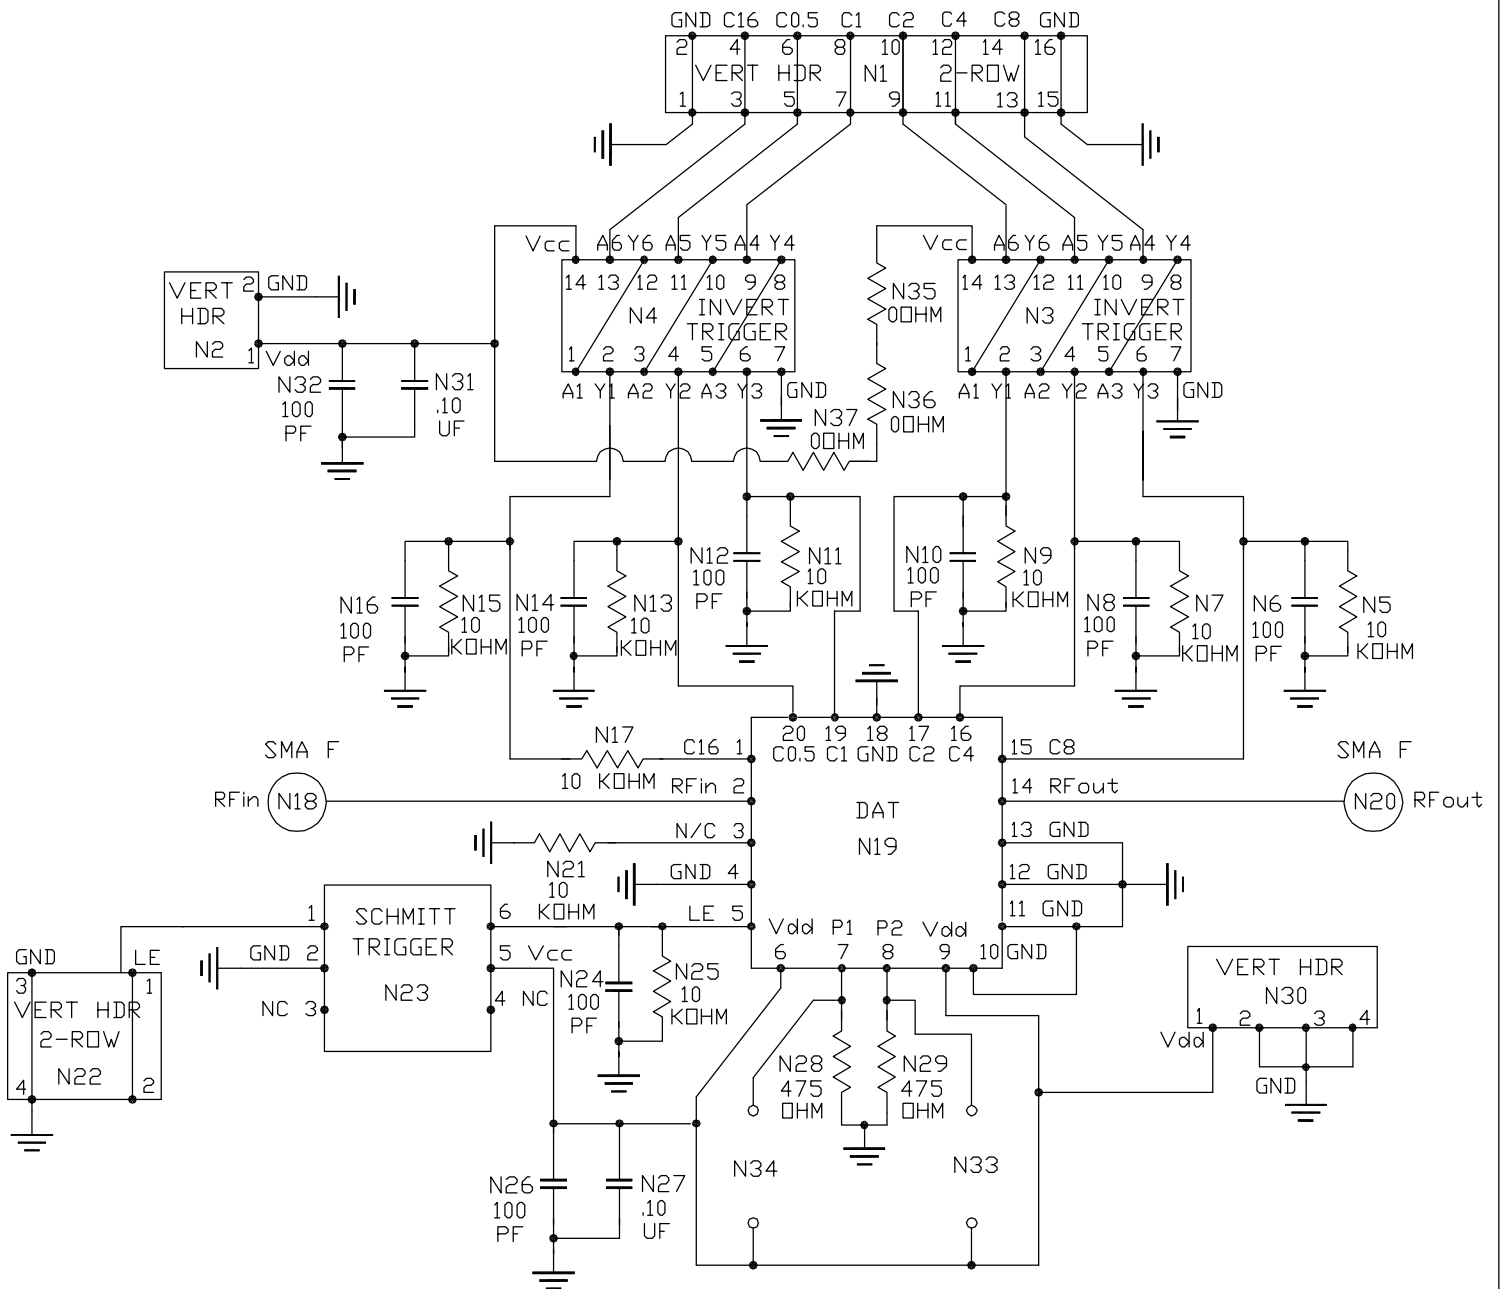 GND C16 C0.5 C1 C2 C4 C8 GND
2 4 6 8 10 12 14 16
VERT HDR N1 2-ROW
1 3 5 7 9 11 13 15
Vcc A6 Y6 A5 Y5 A4 Y4
14 13 12 11 10 9 8
N4 INVERT
TRIGGER
1 2 3 4 5 6 7
A1 Y1 A2 Y2 A3 Y3 GND
Vcc A6 Y6 A5 Y5 A4 Y4
14 13 12 11 10 9 8
N3 INVERT
TRIGGER
1 2 3 4 5 6 7
A1 Y1 A2 Y2 A3 Y3 GND
VERT 2 GND
HDR
N2 1 Vdd
N32
100
PF
N31
.10
UF
N35
0OHM
N36
0OHM
N37
0OHM
N16
100
PF
N15
10
KOHM
N14
100
PF
N13
10
KOHM
N12
100
PF
N11
10
KOHM
N10
100
PF
N9
10
KOHM
N8
100
PF
N7
10
KOHM
N6
100
PF
N5
10
KOHM
20 19 18 17 16
C0.5 C1 GND C2 C4
N17
10 KOHM
C16 1
15 C8
SMA F
RFin N18
RFin 2
14 RFout
SMA F
N20 RFout
DAT
N19
N/C 3
13 GND
N21
10
KOHM
GND 4
12 GND
LE 5
11 GND
Vdd P1 P2 Vdd
6 7 8 9 10 GND
SCHMITT
TRIGGER
N23
1
GND 2
NC 3
6
5 Vcc
4 NC
GND LE
3 1
VERT HDR
2-ROW
N22
4 2
N24
100
PF
N25
10
KOHM
N28
475
OHM
N29
475
OHM
VERT HDR
N30
1 2 3 4
Vdd
GND
N34
N33
N26
100
PF
N27
.10
UF